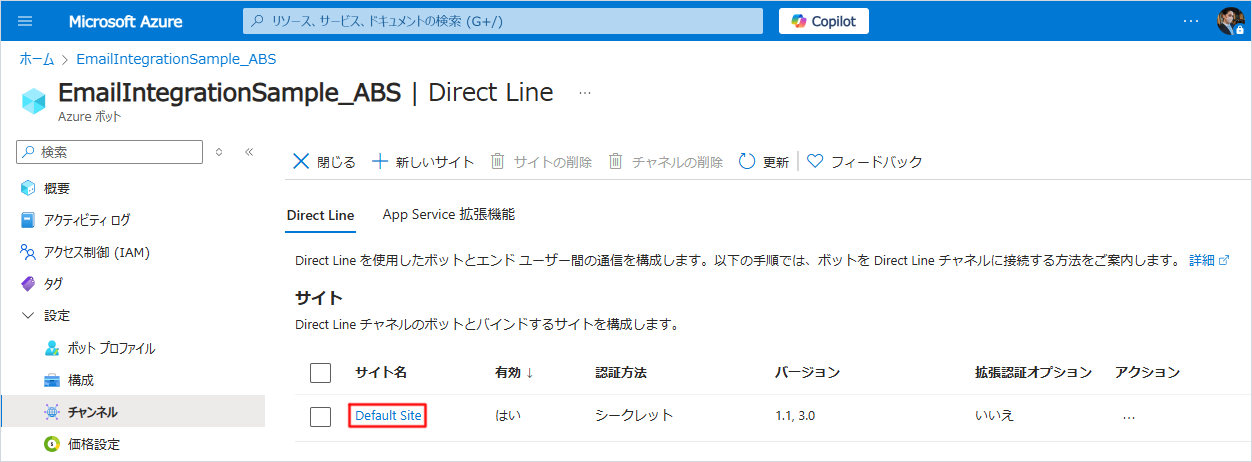 Microsoft Azure
リソース、サービス、ドキュメントの検索 (G+/)
Copilot
ホーム > EmailIntegrationSample_ABS
EmailIntegrationSample_ABS | Direct Line
Azure ボット
検索
閉じる
新しいサイト
サイトの削除
チャネルの削除
更新
フィードバック
概要
アクティビティ ログ
アクセス制御 (IAM)
タグ
設定
ボット プロファイル
構成
チャンネル
価格設定
Direct Line
App Service 拡張機能
Direct Line を使用したボットとエンド ユーザー間の通信を構成します。以下の手順では、ボットを Direct Line チャネルに接続する方法をご案内します。 詳細
サイト
Direct Line チャネルのボットとバインドするサイトを構成します。
サイト名 有効 ↓ 認証方法 バージョン 拡張認証オプション アクション
Default Site はい シークレット 1.1, 3.0 いいえ ...